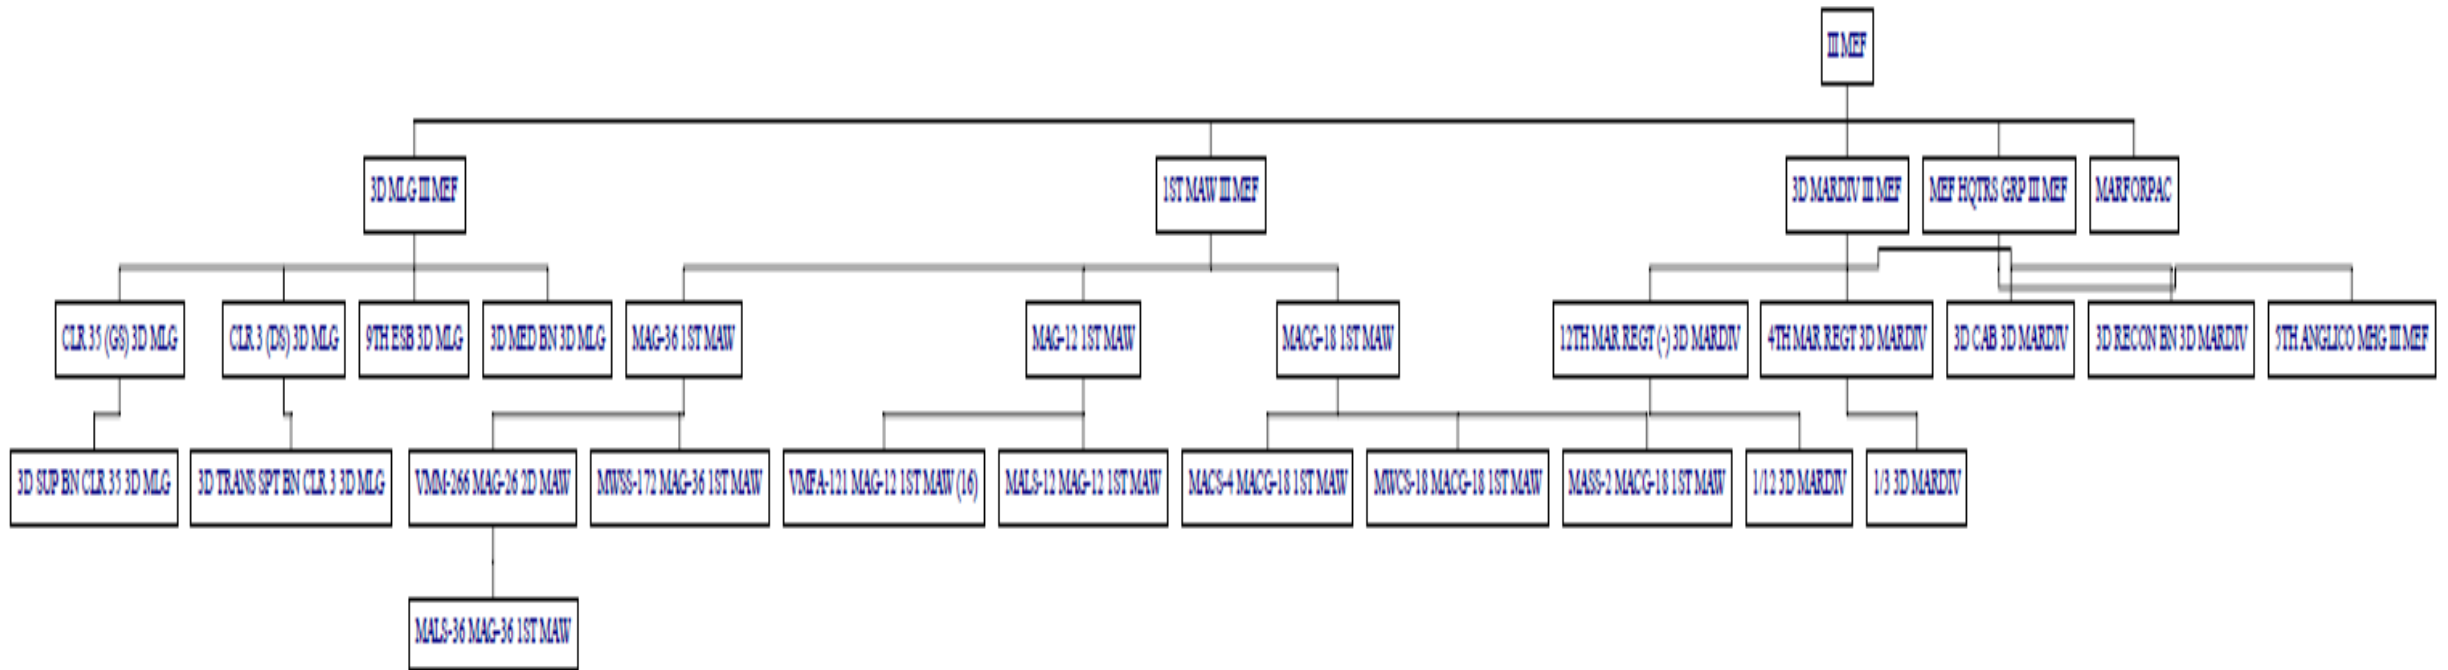 III MEF
3D MLG III MEF
1ST MAW III MEF
3D MARDIV III MEF
MEF HQTRS GRP III MEF
MARFORPAC
CLR 35 (GS) 3D MLG
CLR 3 (DS) 3D MLG
9TH ESB 3D MLG
3D MED BN 3D MLG
MAG-36 1ST MAW
MAG-12 1ST MAW
MACG-18 1ST MAW
12TH MAR REGT (-) 3D MARDIV
4TH MAR REGT 3D MARDIV
3D CAB 3D MARDIV
3D RECON BN 3D MARDIV
5TH ANGLICO MHG III MEF
3D SUP BN CLR 35 3D MLG
3D TRANS SPT BN CLR 3 3D MLG
VMM-266 MAG-26 2D MAW
MWSS-172 MAG-36 1ST MAW
VMFA-121 MAG-12 1ST MAW (16)
MALS-12 MAG-12 1ST MAW
MACS-4 MACG-18 1ST MAW
MWCS-18 MACG-18 1ST MAW
MASS-2 MACG-18 1ST MAW
1/12 3D MARDIV
1/3 3D MARDIV
MALS-36 MAG-36 1ST MAW